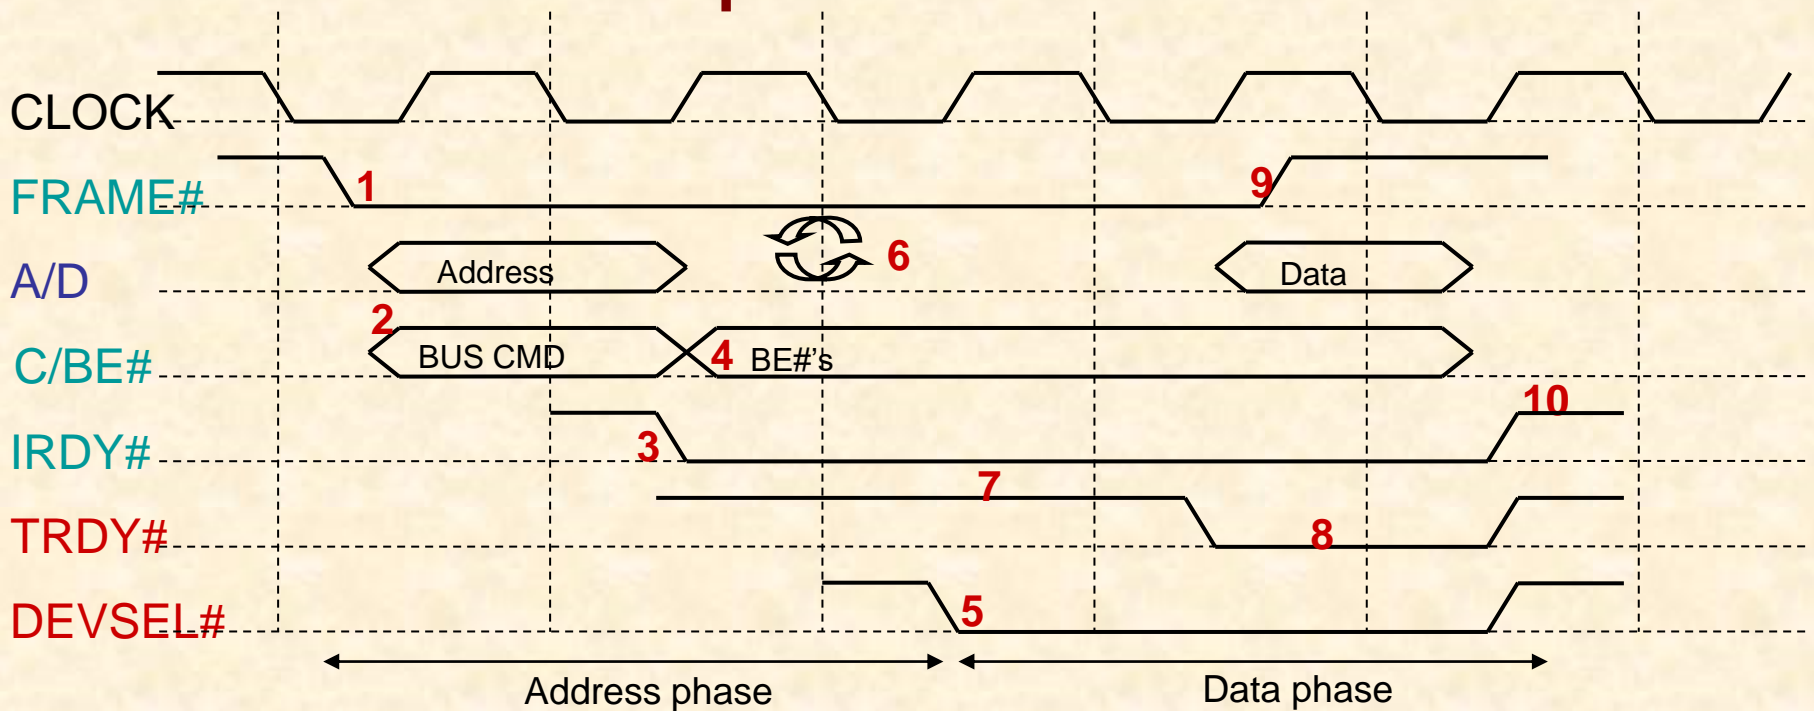 CLOCK
FRAME# 1 9
A/D Address 6 Data
C/BE# 2 BUS CMD 4 BE#'s
IRDY# 3 10
TRDY# 7 8
DEVSEL# 5
Address phase Data phase